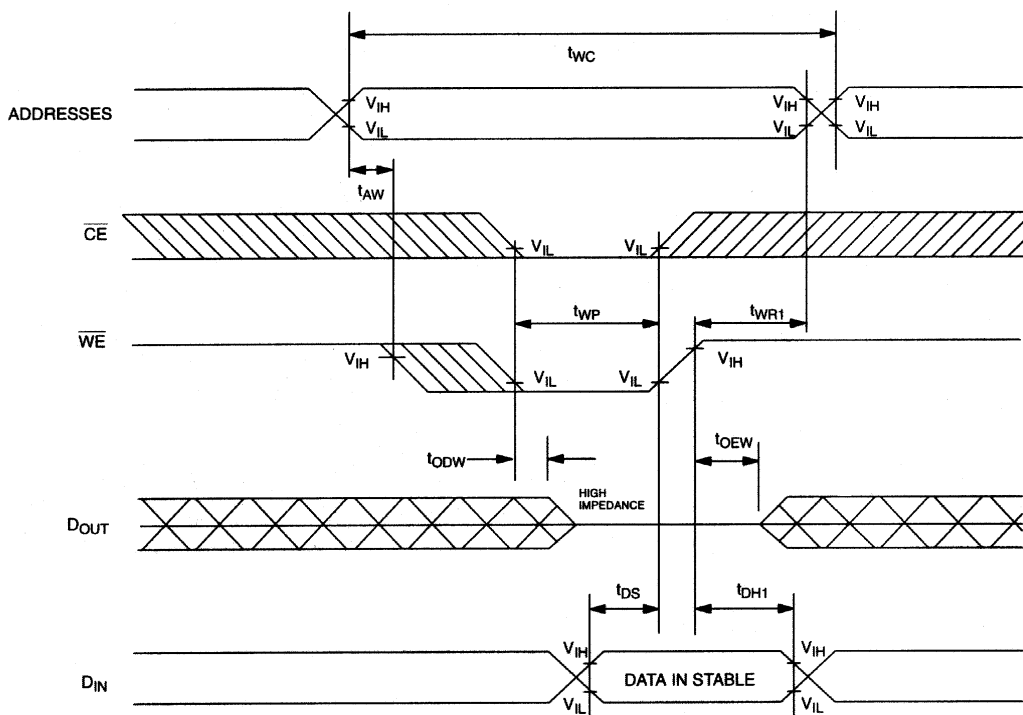 tWC
ADDRESSES
VIH
VIL
VIH
VIL
VIH
VIL
tAW
CE
VIL
VIL
tWP
tWR1
WE
VIH
VIL
VIL
VIH
tODW
tOEW
HIGH
IMPEDANCE
DOUT
tDS
tDH1
DIN
VIH
VIL
DATA IN STABLE
VIH
VIL